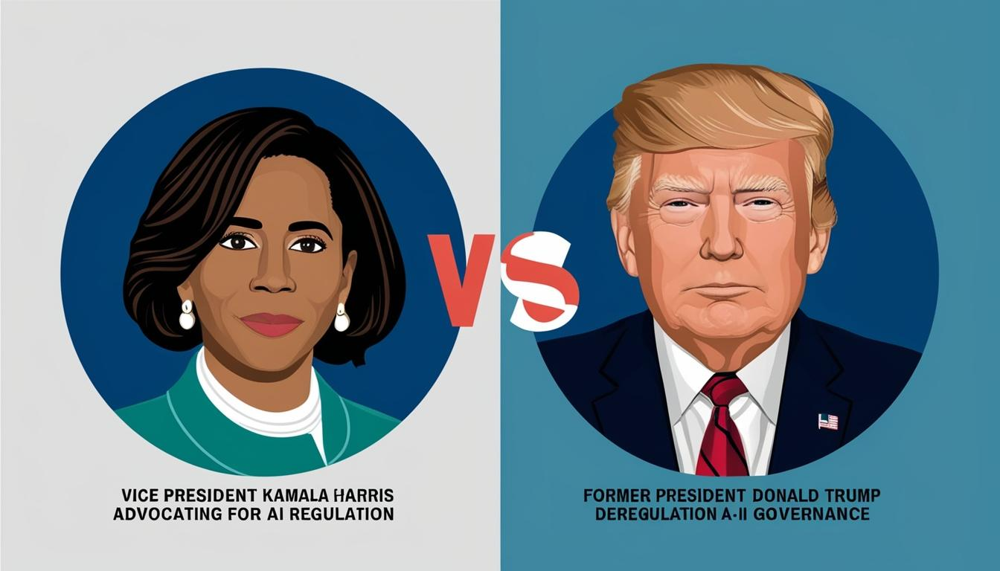 VS
VICE PRESIDENT KAMALA HARRIS
ADVOCATING FOR AI REGULATION
FORMER PRESIDENT DONALD TRUMP
DEREGULATION A-II GOVERNANCE